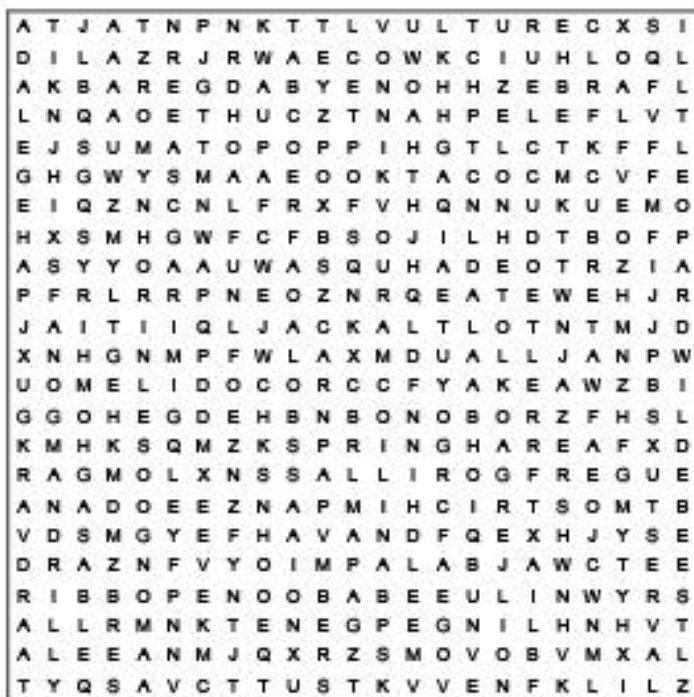 A T J A T N P N K T T L V U L T U R E C X S I
D I L A Z R J R W A E C O W K C I U H L O Q L
A K B A R E G D A B Y E N O H H Z E B R A F L
L N Q A O E T H U C Z T N A H P E L E F L V T
E J S U M A T O P O P P I H G T L C T K F F L
G H G W Y S M A A E O O K T A C O C M C V F E
E I Q Z N C N L F R X F V H Q N N U K U E M O
H X S M H G W F C F B S O J I L H D T B O F P
A S Y Y O A A U W A S Q U H A D E O T R Z I A
P F R L R R P N E O Z N R Q E A T E W E H J R
J A I T I I Q L J A C K A L T L O T N T M J D
X N H G N M P F W L A X M D U A L L J A N P W
U O M E L I D O C O R C C F Y A K E A W Z B I
G G O H E G D E H B N B O N O B O R Z F H S L
K M H K S Q M Z K S P R I N G H A R E A F X D
R A G M O L X N S S A L L I R O G F R E G U E
A N A D O E E Z N A P M I H C I R T S O M T B
V D S M G Y E F H A V A N D F Q E X H J Y S E
D R A Z N F V Y O I M P A L A B J A W C T E E
R I B B O P E N O O B A B E E U L I N W Y R S
A L L R M N K T E N E G P E G N I L H N H V T
A L E E A N M J Q X R Z S M O V O B V M X A L
T Y Q S A V C T T U S T K V V E N F K L I L Z